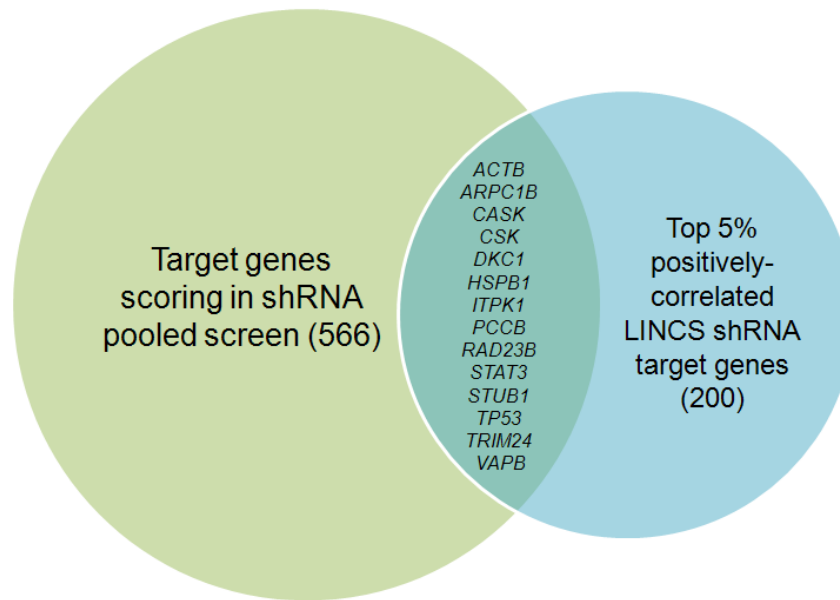 Target genes
scoring in shRNA
pooled screen (566)
ACTB
ARPC1B
CASK
CSK
DKC1
HSPB1
ITPK1
PCCB
RAD23B
STAT3
STUB1
TP53
TRIM24
VAPB
Top 5%
positively-
correlated
LINCS shRNA
target genes
(200)